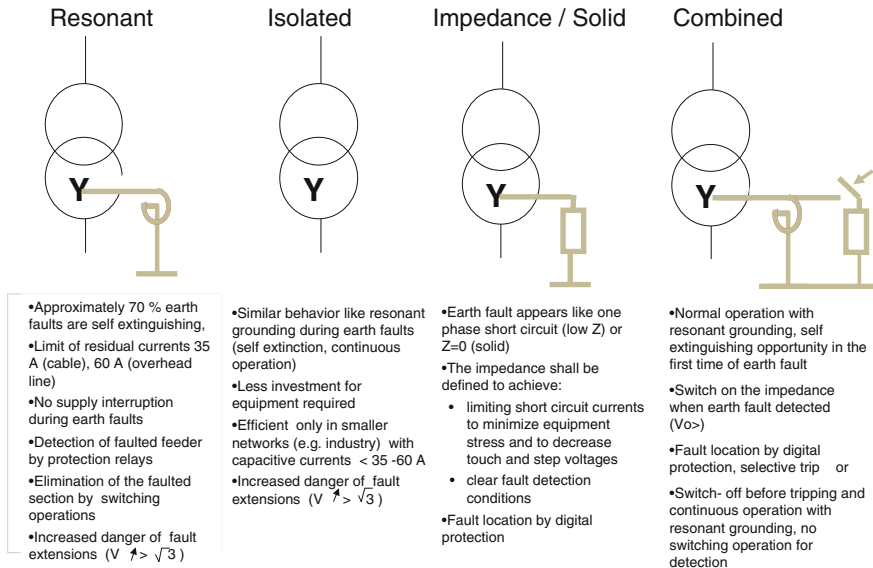 Resonant
Isolated
Impedance / Solid
Combined
Y
Y
Y
Y
•Approximately 70 % earth
faults are self extinguishing,
•Limit of residual currents 35
A (cable), 60 A (overhead
line)
•No supply interruption
during earth faults
•Detection of faulted feeder
by protection relays
•Elimination of the faulted
section by switching
operations
•Increased danger of fault
extensions (V ↗> √3 )
•Similar behavior like resonant
grounding during earth faults
(self extinction, continuous
operation)
•Less investment for
equipment required
•Efficient only in smaller
networks (e.g. industry) with
capacitive currents < 35 -60 A
•Increased danger of fault
extensions (V ↗> √3 )
•Earth fault appears like one
phase short circuit (low Z) or
Z=0 (solid)
•The impedance shall be
defined to achieve:
• limiting short circuit currents
to minimize equipment
stress and to decrease
touch and step voltages
• clear fault detection
conditions
•Fault location by digital
protection
•Normal operation with
resonant grounding, self
extinguishing opportunity in the
first time of earth fault
•Switch on the impedance
when earth fault detected
(Vo>)
•Fault location by digital
protection, selective trip or
•Switch- off before tripping and
continuous operation with
resonant grounding, no
switching operation for
detection